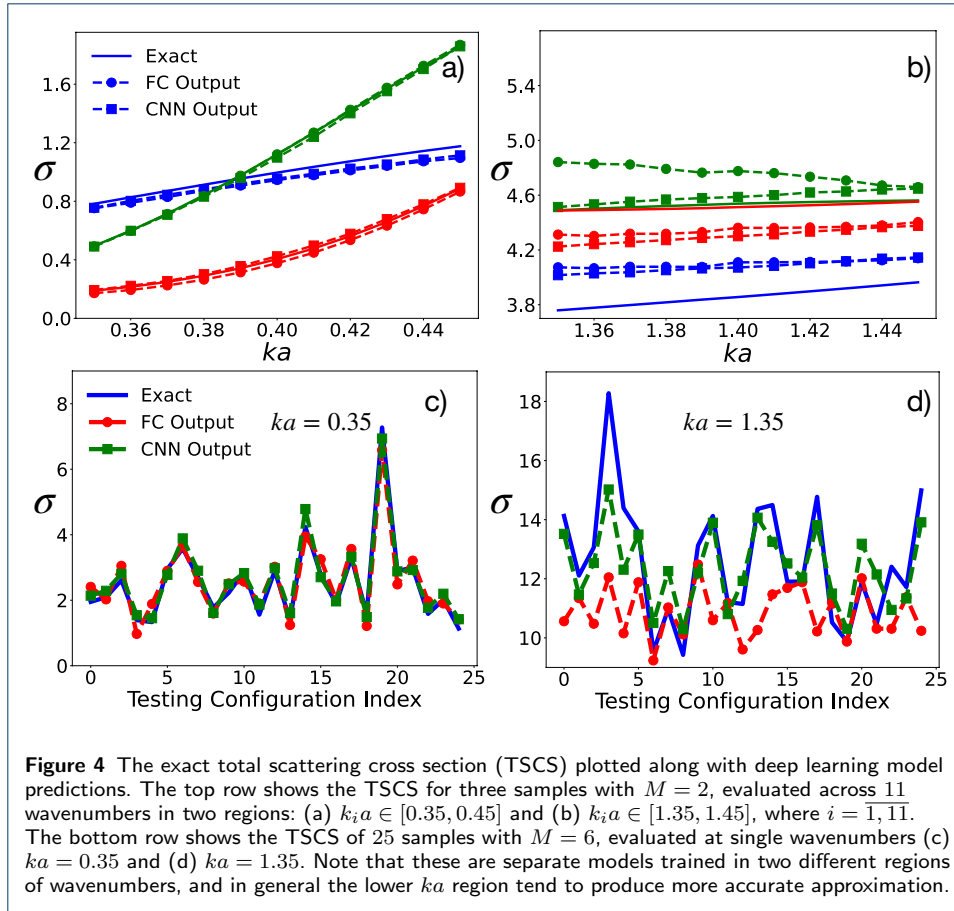 a)
Exact
FC Output
CNN Output
σ
1.6
1.2
0.8
0.4
0.0
0.36 0.38 0.40 0.42 0.44
ka
b)
σ
5.4
5.0
4.6
4.2
3.8
1.36 1.38 1.40 1.42 1.44
ka
c)
Exact
FC Output
CNN Output
ka = 0.35
σ
8
6
4
2
0
0 5 10 15 20 25
Testing Configuration Index
d)
ka = 1.35
σ
18
16
14
12
10
0 5 10 15 20 25
Testing Configuration Index
Figure 4 The exact total scattering cross section (TSCS) plotted along with deep learning model
predictions. The top row shows the TSCS for three samples with M = 2, evaluated across 11
wavenumbers in two regions: (a) kᵢa ∈ [0.35, 0.45] and (b) kᵢa ∈ [1.35, 1.45], where i = 1̅,̅ ̅1̅1̅.
The bottom row shows the TSCS of 25 samples with M = 6, evaluated at single wavenumbers (c)
ka = 0.35 and (d) ka = 1.35. Note that these are separate models trained in two different regions
of wavenumbers, and in general the lower ka region tend to produce more accurate approximation.